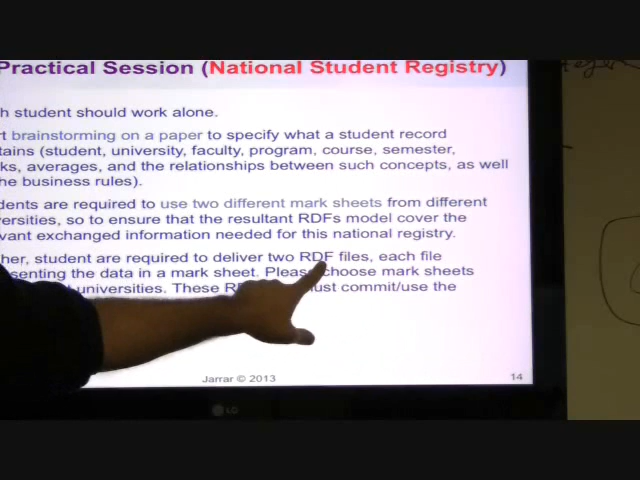 Practical Session (National Student Registry)
h student should work alone.
t brainstorming on a paper to specify what a student record
tains (student, university, faculty, program, course, semester,
ks, averages, and the relationships between such concepts, as well
he business rules).
dents are required to use two different mark sheets from different
ersities, so to ensure that the resultant RDFs model cover the
vant exchanged information needed for this national registry.
her, student are required to deliver two RDF files, each file
esenting the data in a mark sheet. Please choose mark sheets
universities. These must commit/use the
Jarrar © 2013
14
LG